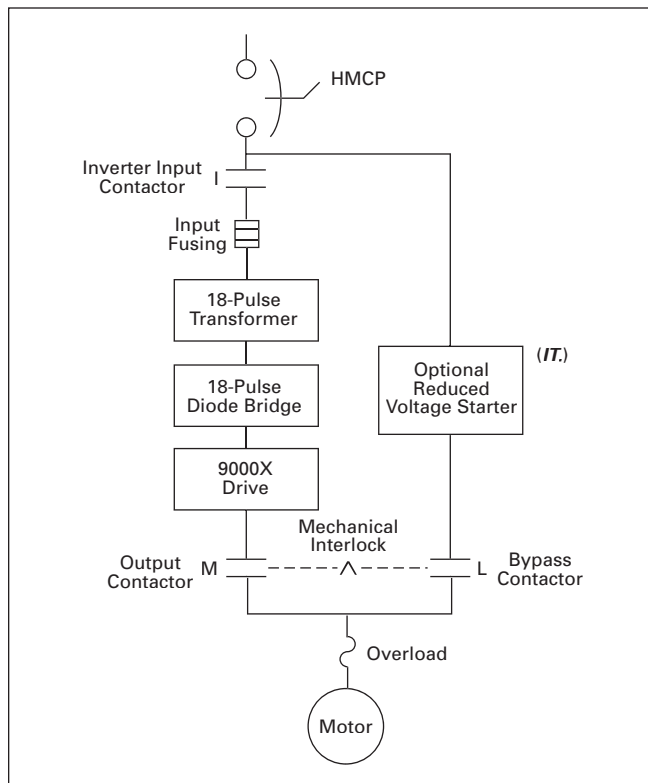 HMCP
Inverter Input
Contactor
I
Input
Fusing
18-Pulse
Transformer
18-Pulse
Diode Bridge
9000X
Drive
(IT.)
Optional
Reduced
Voltage Starter
Mechanical
Interlock
Output
Contactor
M
L
Bypass
Contactor
Overload
Motor